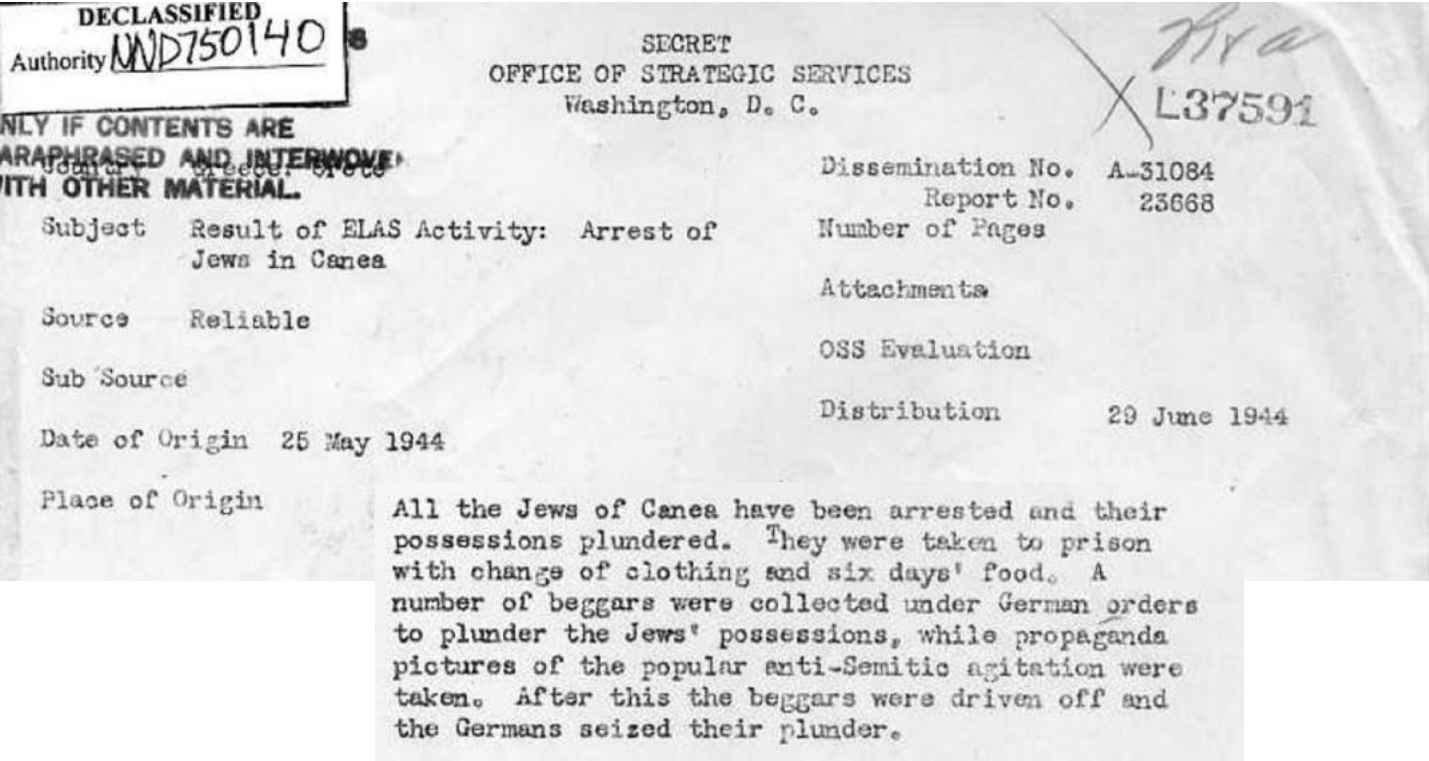 DECLASSIFIED
Authority NND750140
SECRET
OFFICE OF STRATEGIC SERVICES
Washington, D. C.
L37591
NLY IF CONTENTS ARE
ARAPHRASED AND INTERWOVE
ITH OTHER MATERIAL.
Country Greece: Crete
Dissemination No. A-31084
Report No. 23668
Subject Result of ELAS Activity: Arrest of
Jews in Canea
Number of Pages
Attachments
Source Reliable
OSS Evaluation
Sub Source
Distribution 29 June 1944
Date of Origin 25 May 1944
Place of Origin
All the Jews of Canea have been arrested and their
possessions plundered. They were taken to prison
with change of clothing and six days' food. A
number of beggars were collected under German orders
to plunder the Jews' possessions, while propaganda
pictures of the popular anti-Semitic agitation were
taken. After this the beggars were driven off and
the Germans seized their plunder.